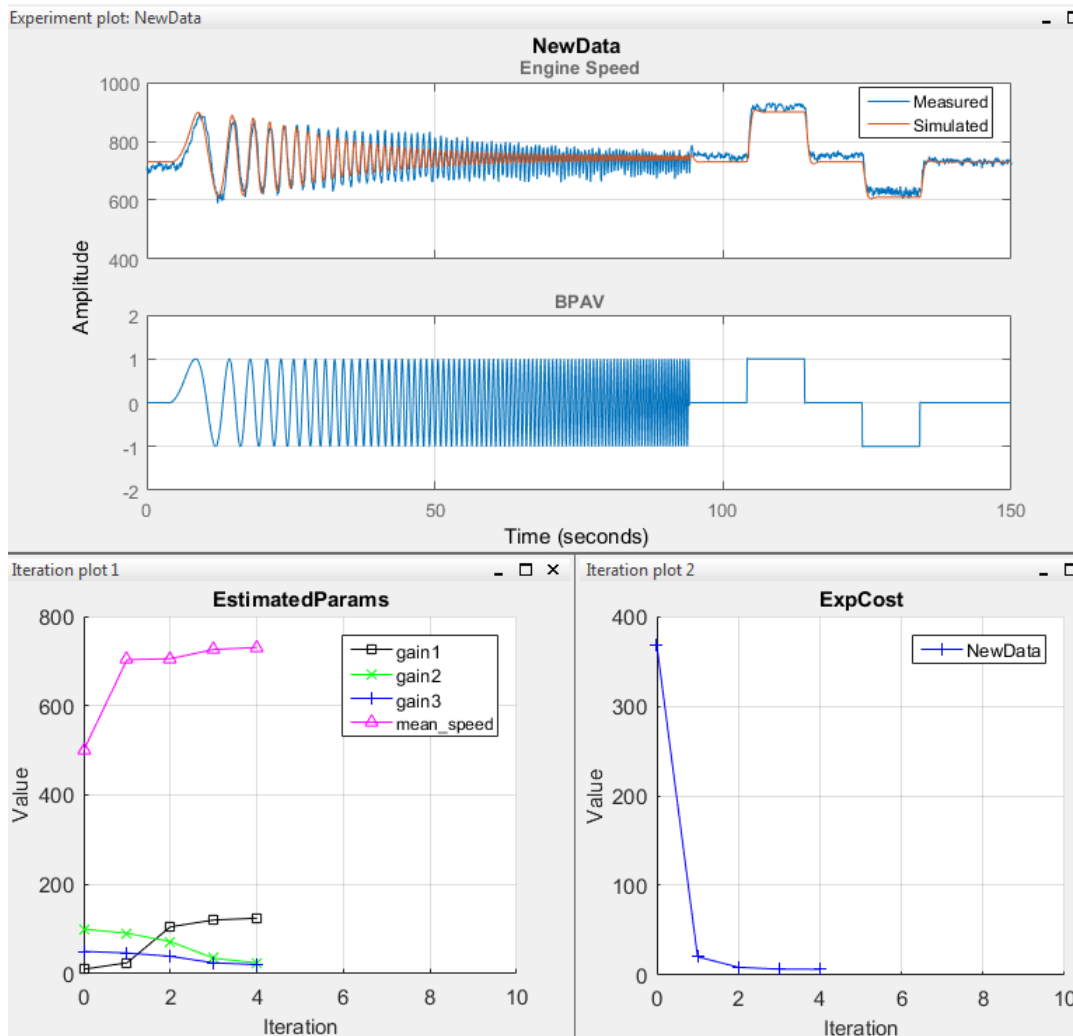 Experiment plot: NewData
NewData
Engine Speed
1000
800
600
400
Measured
Simulated
Amplitude
BPAV
2
1
0
-1
-2
0 50 100 150
Time (seconds)
Iteration plot 1
EstimatedParams
800
600
400
200
0
Value
gain1
gain2
gain3
mean_speed
0 2 4 6 8 10
Iteration
Iteration plot 2
ExpCost
400
300
200
100
0
Value
NewData
0 2 4 6 8 10
Iteration